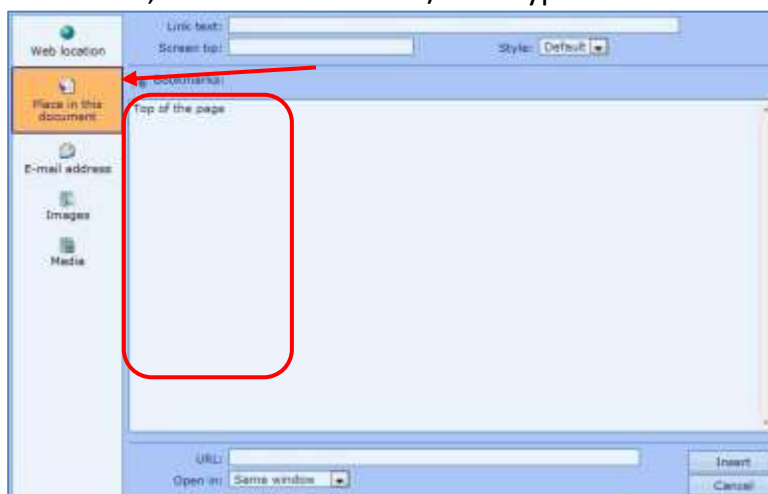 Link text:
Web location
Screen tip:
Style: Default
Bookmarks:
Place in this
document
Top of the page
E-mail address
Images
Media
URL:
Insert
Open in: Same window
Cancel